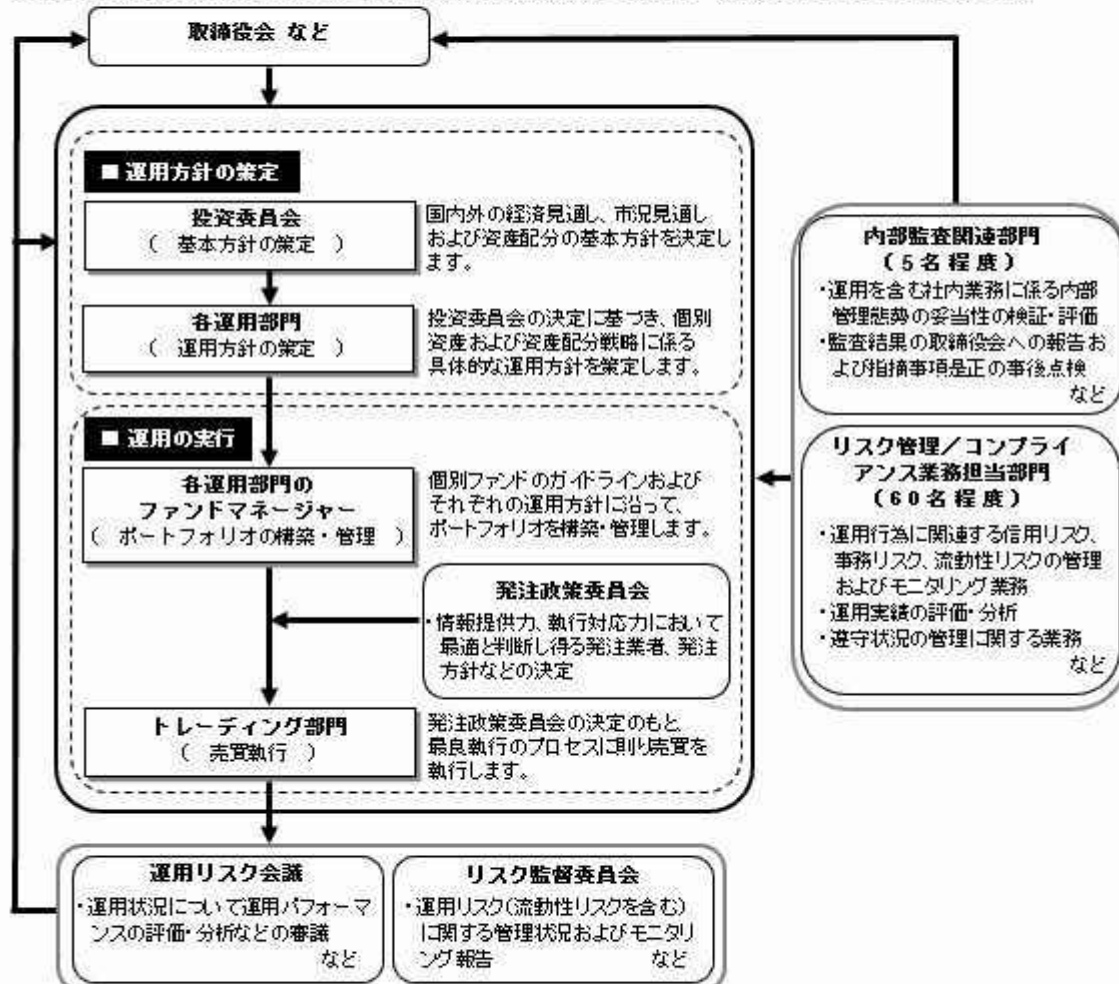 取締役会 など
■ 運用方針の策定
投資委員会
( 基本方針の策定 )
国内外の経済見通し、市況見通し
および資産配分の基本方針を決定し
ます。
各運用部門
( 運用方針の策定 )
投資委員会の決定に基づき、個別
資産および資産配分戦略に係る
具体的な運用方針を策定します。
■ 運用の実行
各運用部門の
ファンドマネージャー
( ポートフォリオの構築・管理 )
個別ファンドのガイドラインおよび
それぞれの運用方針に沿って、
ポートフォリオを構築・管理します。
発注政策委員会
・情報提供力、執行対応力において
最適と判断し得る発注業者、発注
方針などの決定
トレーディング部門
( 売買執行 )
発注政策委員会の決定のもと、
最良執行のプロセスに則り売買を
執行します。
内部監査関連部門
(5名程度)
・運用を含む社内業務に係る内部
管理態勢の妥当性の検証・評価
・監査結果の取締役会への報告お
よび指摘事項是正の事後点検
など
リスク管理/コンプライ
アンス業務担当部門
(60名程度)
・運用行為に関連する信用リスク、
事務リスク、流動性リスクの管理
およびモニタリング業務
・運用実績の評価・分析
・遵守状況の管理に関する業務
など
運用リスク会議
・運用状況について運用パフォーマ
ンスの評価・分析などの審議
など
リスク監督委員会
・運用リスク(流動性リスクを含む)
に関する管理状況およびモニタリ
ング報告 など